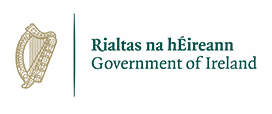 Rialtas na hÉireann
Government of Ireland